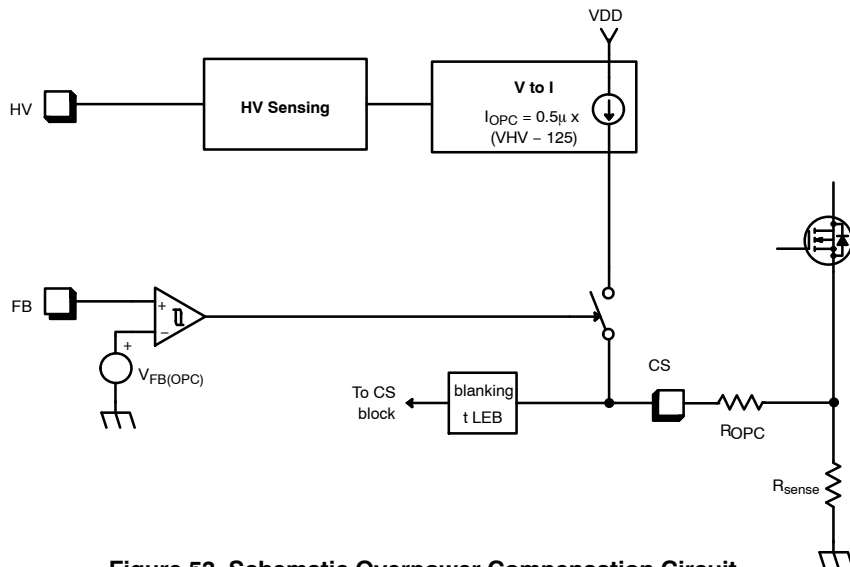 VDD
HV
HV Sensing
V to I
IOPC = 0.5μ x
(VHV − 125)
FB
+
−
+
VFB(OPC)
To CS
block
blanking
t LEB
CS
ROPC
Rsense
Figure 53. Schematic Overpower Compensation Circuit